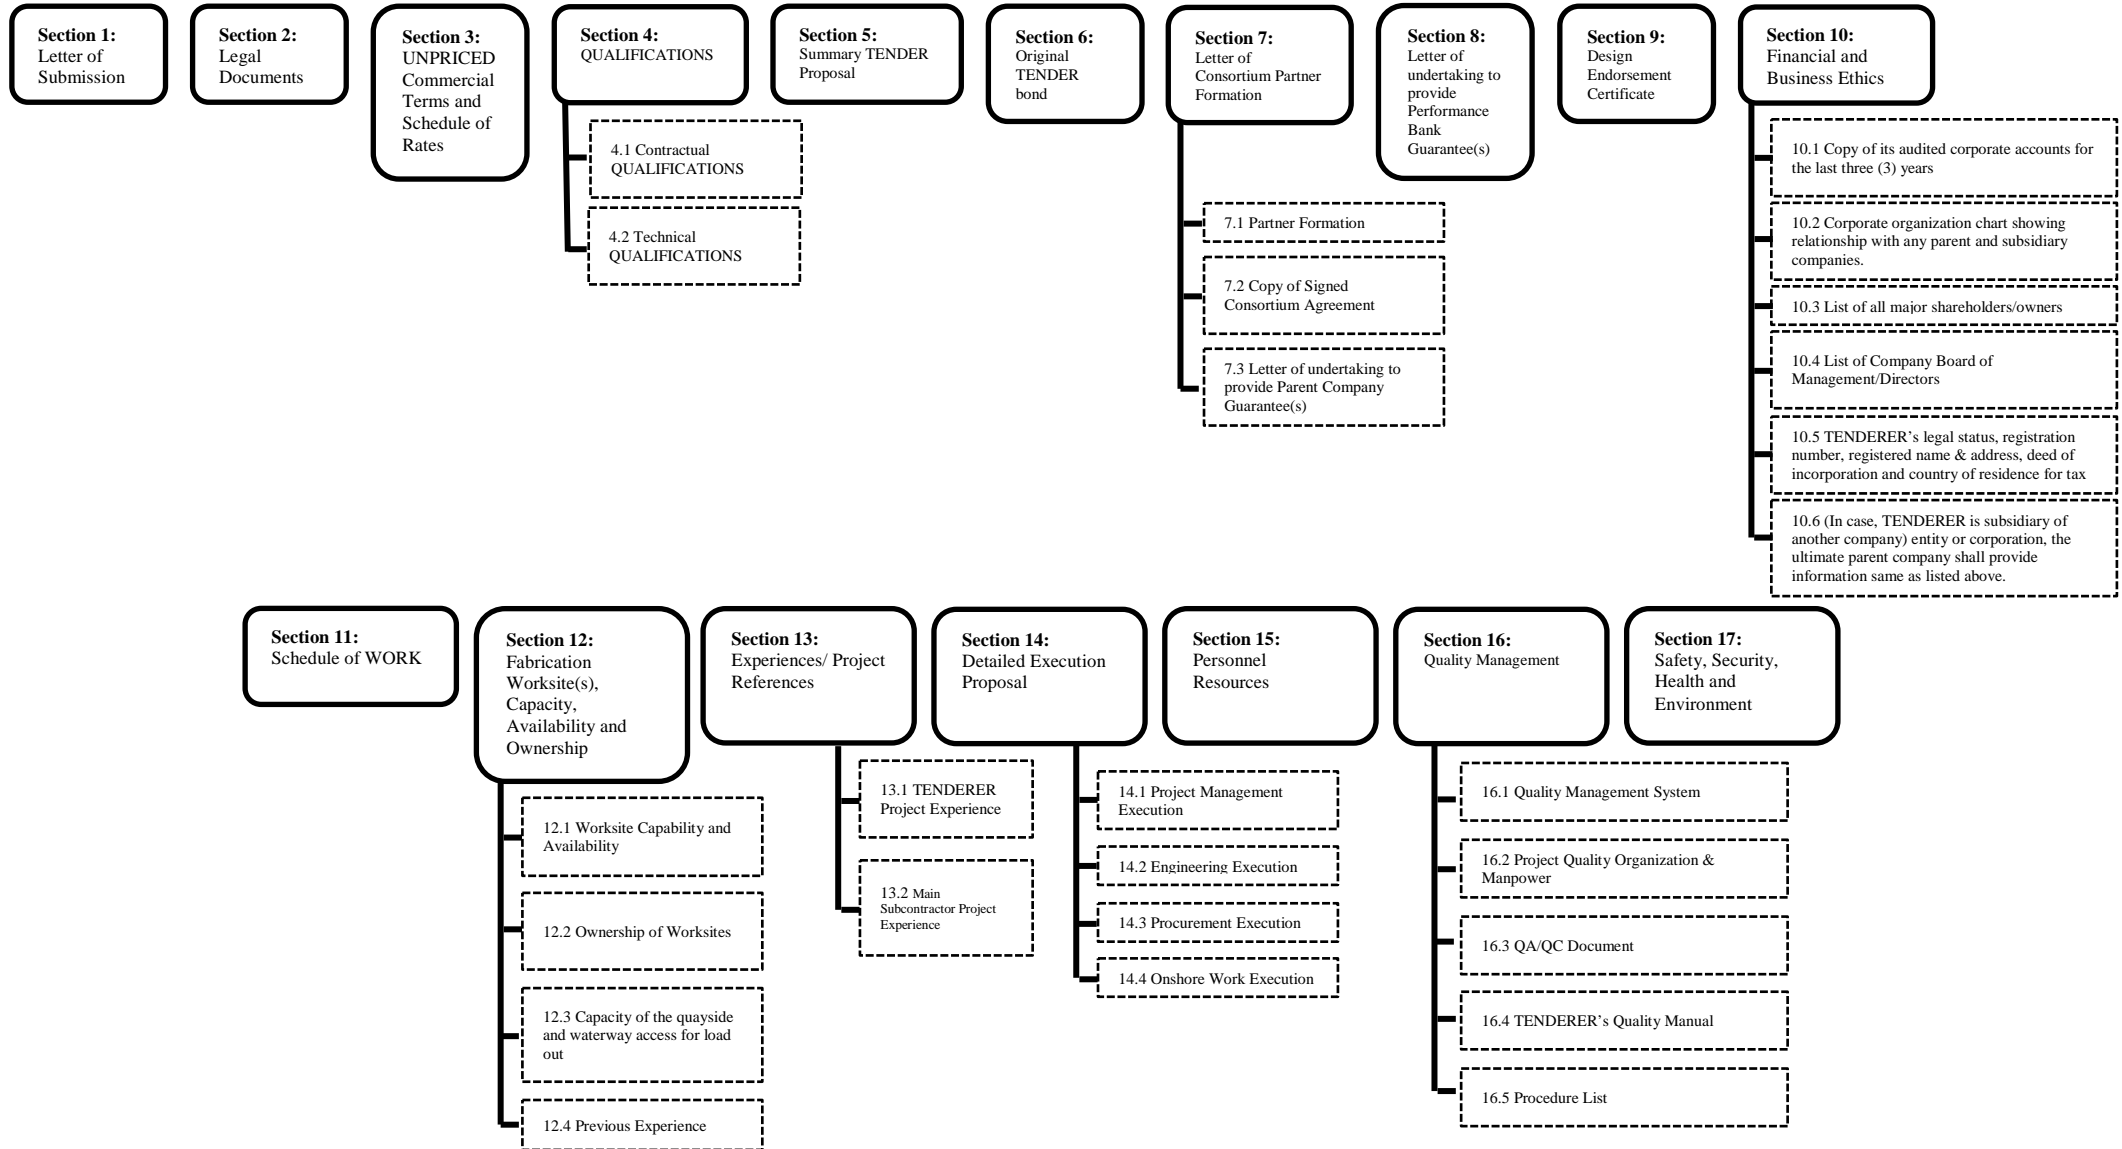 Section 1:
Letter of
Submission
Section 2:
Legal
Documents
Section 3:
UNPRICED
Commercial
Terms and
Schedule of
Rates
Section 4:
QUALIFICATIONS
4.1 Contractual
QUALIFICATIONS
4.2 Technical
QUALIFICATIONS
Section 5:
Summary TENDER
Proposal
Section 6:
Original
TENDER
bond
Section 7:
Letter of
Consortium Partner
Formation
7.1 Partner Formation
7.2 Copy of Signed
Consortium Agreement
7.3 Letter of undertaking to
provide Parent Company
Guarantee(s)
Section 8:
Letter of
undertaking to
provide
Performance
Bank
Guarantee(s)
Section 9:
Design
Endorsement
Certificate
Section 10:
Financial and
Business Ethics
10.1 Copy of its audited corporate accounts for
the last three (3) years
10.2 Corporate organization chart showing
relationship with any parent and subsidiary
companies.
10.3 List of all major shareholders/owners
10.4 List of Company Board of
Management/Directors
10.5 TENDERER’s legal status, registration
number, registered name & address, deed of
incorporation and country of residence for tax
10.6 (In case, TENDERER is subsidiary of
another company) entity or corporation, the
ultimate parent company shall provide
information same as listed above.
Section 11:
Schedule of WORK
Section 12:
Fabrication
Worksite(s),
Capacity,
Availability and
Ownership
12.1 Worksite Capability and
Availability
12.2 Ownership of Worksites
12.3 Capacity of the quayside
and waterway access for load
out
12.4 Previous Experience
Section 13:
Experiences/ Project
References
13.1 TENDERER
Project Experience
13.2 Main
Subcontractor Project
Experience
Section 14:
Detailed Execution
Proposal
14.1 Project Management
Execution
14.2 Engineering Execution
14.3 Procurement Execution
14.4 Onshore Work Execution
Section 15:
Personnel
Resources
Section 16:
Quality Management
16.1 Quality Management System
16.2 Project Quality Organization &
Manpower
16.3 QA/QC Document
16.4 TENDERER’s Quality Manual
16.5 Procedure List
Section 17:
Safety, Security,
Health and
Environment